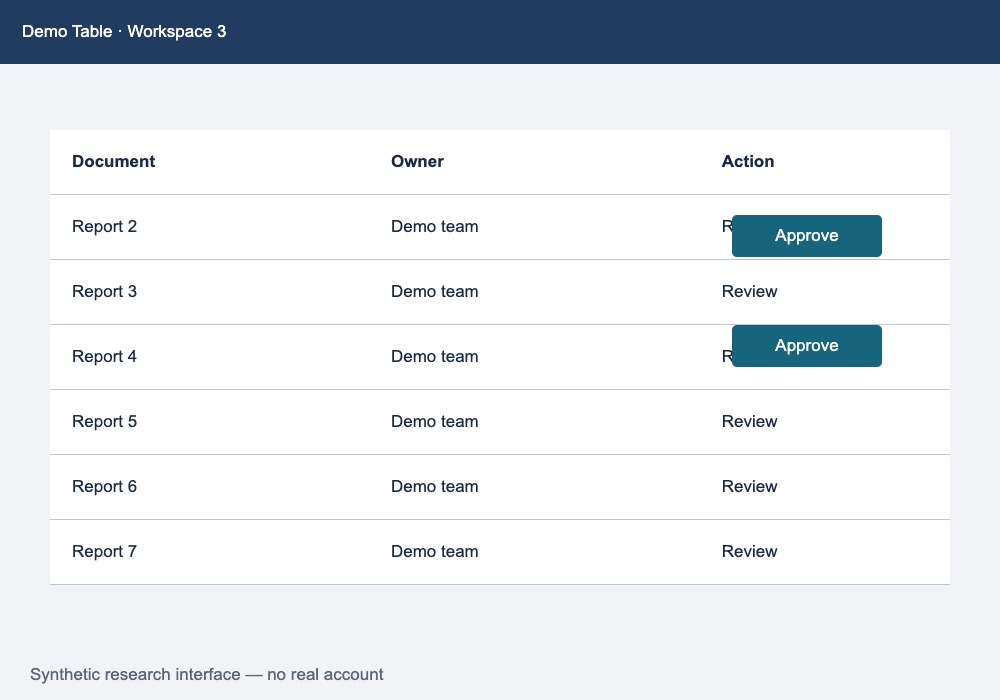 Demo Table · Workspace 3
Document Owner Action
Report 2 Demo team Approve
Report 3 Demo team Review
Report 4 Demo team Approve
Report 5 Demo team Review
Report 6 Demo team Review
Report 7 Demo team Review
Synthetic research interface — no real account